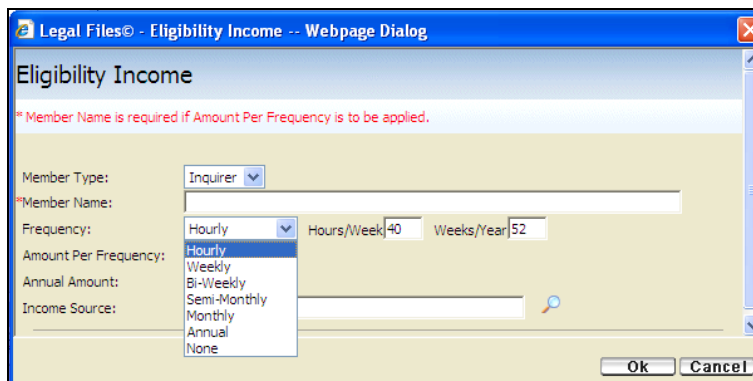 Legal Files© - Eligibility Income -- Webpage Dialog
Eligibility Income
* Member Name is required if Amount Per Frequency is to be applied.
Member Type: Inquirer
*Member Name:
Frequency: Hourly Hours/Week 40 Weeks/Year 52
Hourly
Amount Per Frequency:
Weekly
Bi-Weekly
Annual Amount:
Semi-Monthly
Income Source:
Monthly
Annual
None
Ok Cancel